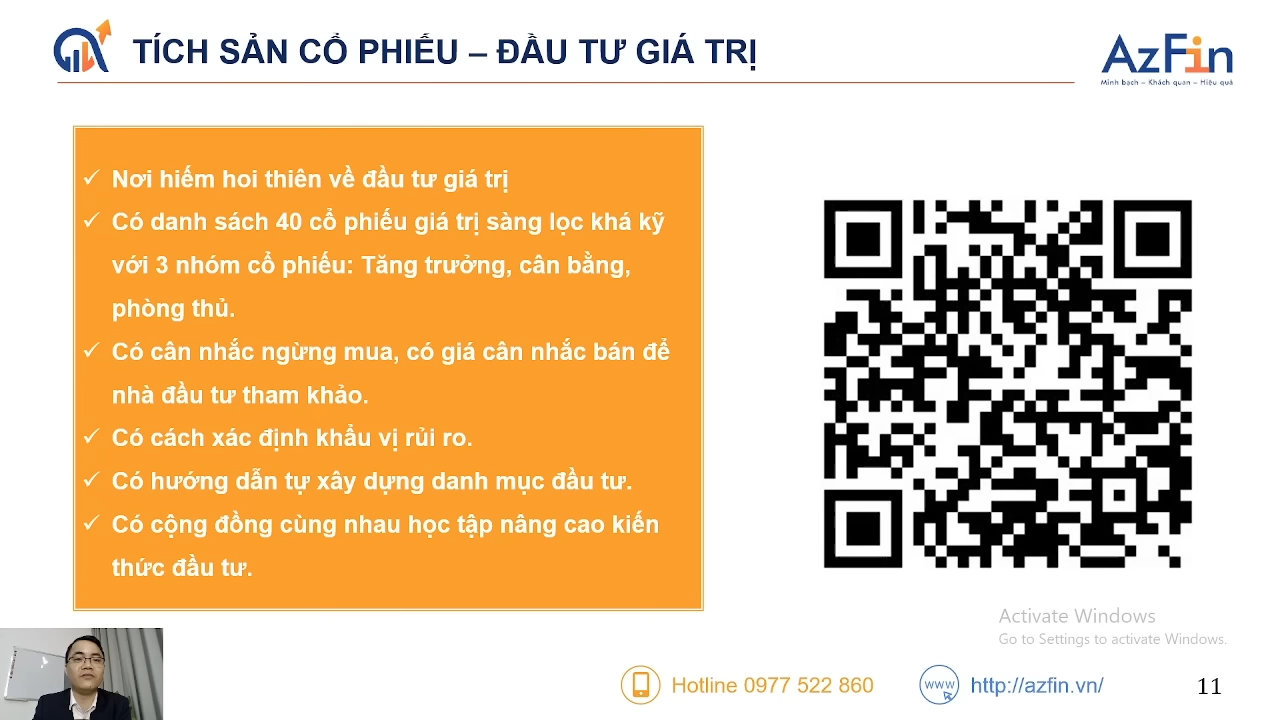 TÍCH SẢN CỔ PHIẾU – ĐẦU TƯ GIÁ TRỊ
AzFin
Minh bạch – Khách quan – Hiệu quả
Nơi hiếm hoi thiên về đầu tư giá trị
Có danh sách 40 cổ phiếu giá trị sàng lọc khá kỹ
với 3 nhóm cổ phiếu: Tăng trưởng, cân bằng,
phòng thủ.
Có cân nhắc ngừng mua, có giá cân nhắc bán để
nhà đầu tư tham khảo.
Có cách xác định khẩu vị rủi ro.
Có hướng dẫn tự xây dựng danh mục đầu tư.
Có cộng đồng cùng nhau học tập nâng cao kiến
thức đầu tư.
Activate Windows
Go to Settings to activate Windows.
Hotline 0977 522 860
www
http://azfin.vn/
11